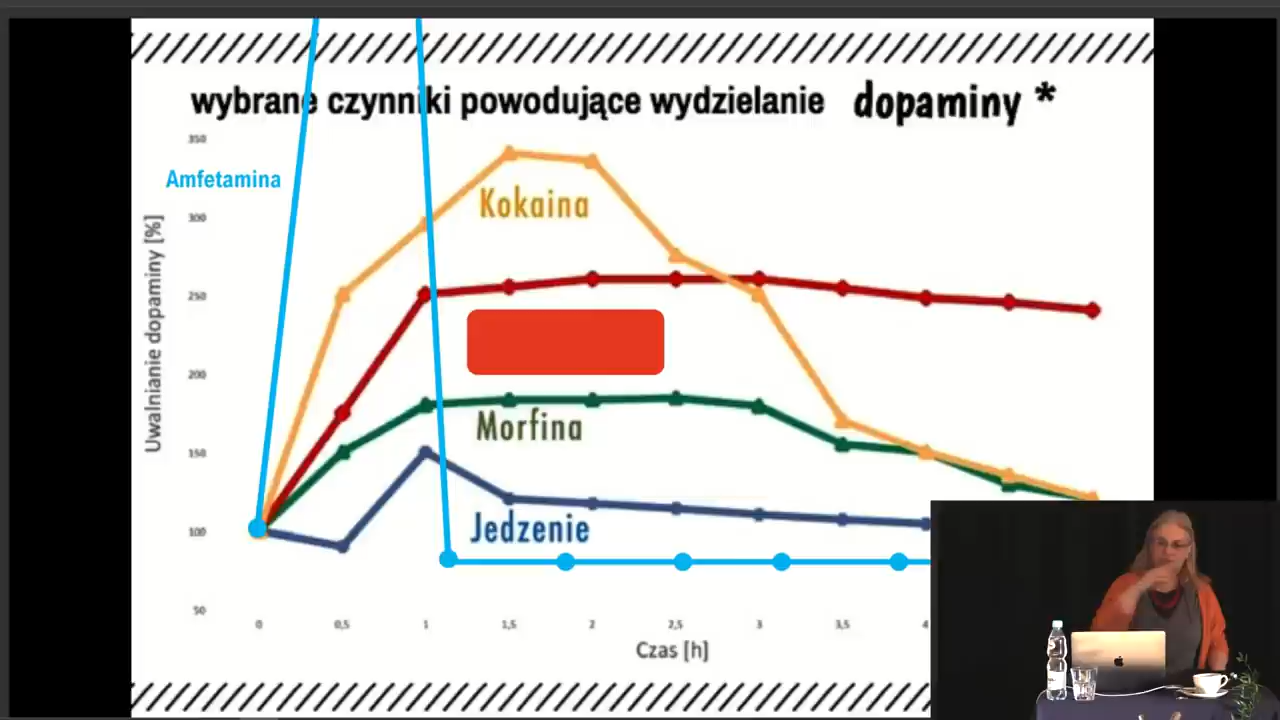 wybrane czynniki powodujące wydzielanie dopaminy *
350
Amfetamina
Kokaina
300
Uwalnianie dopaminy [%]
250
200
Morfina
150
Jedzenie
100
50
0 0,5 1 1,5 2 2,5 3 3,5 4
Czas [h]